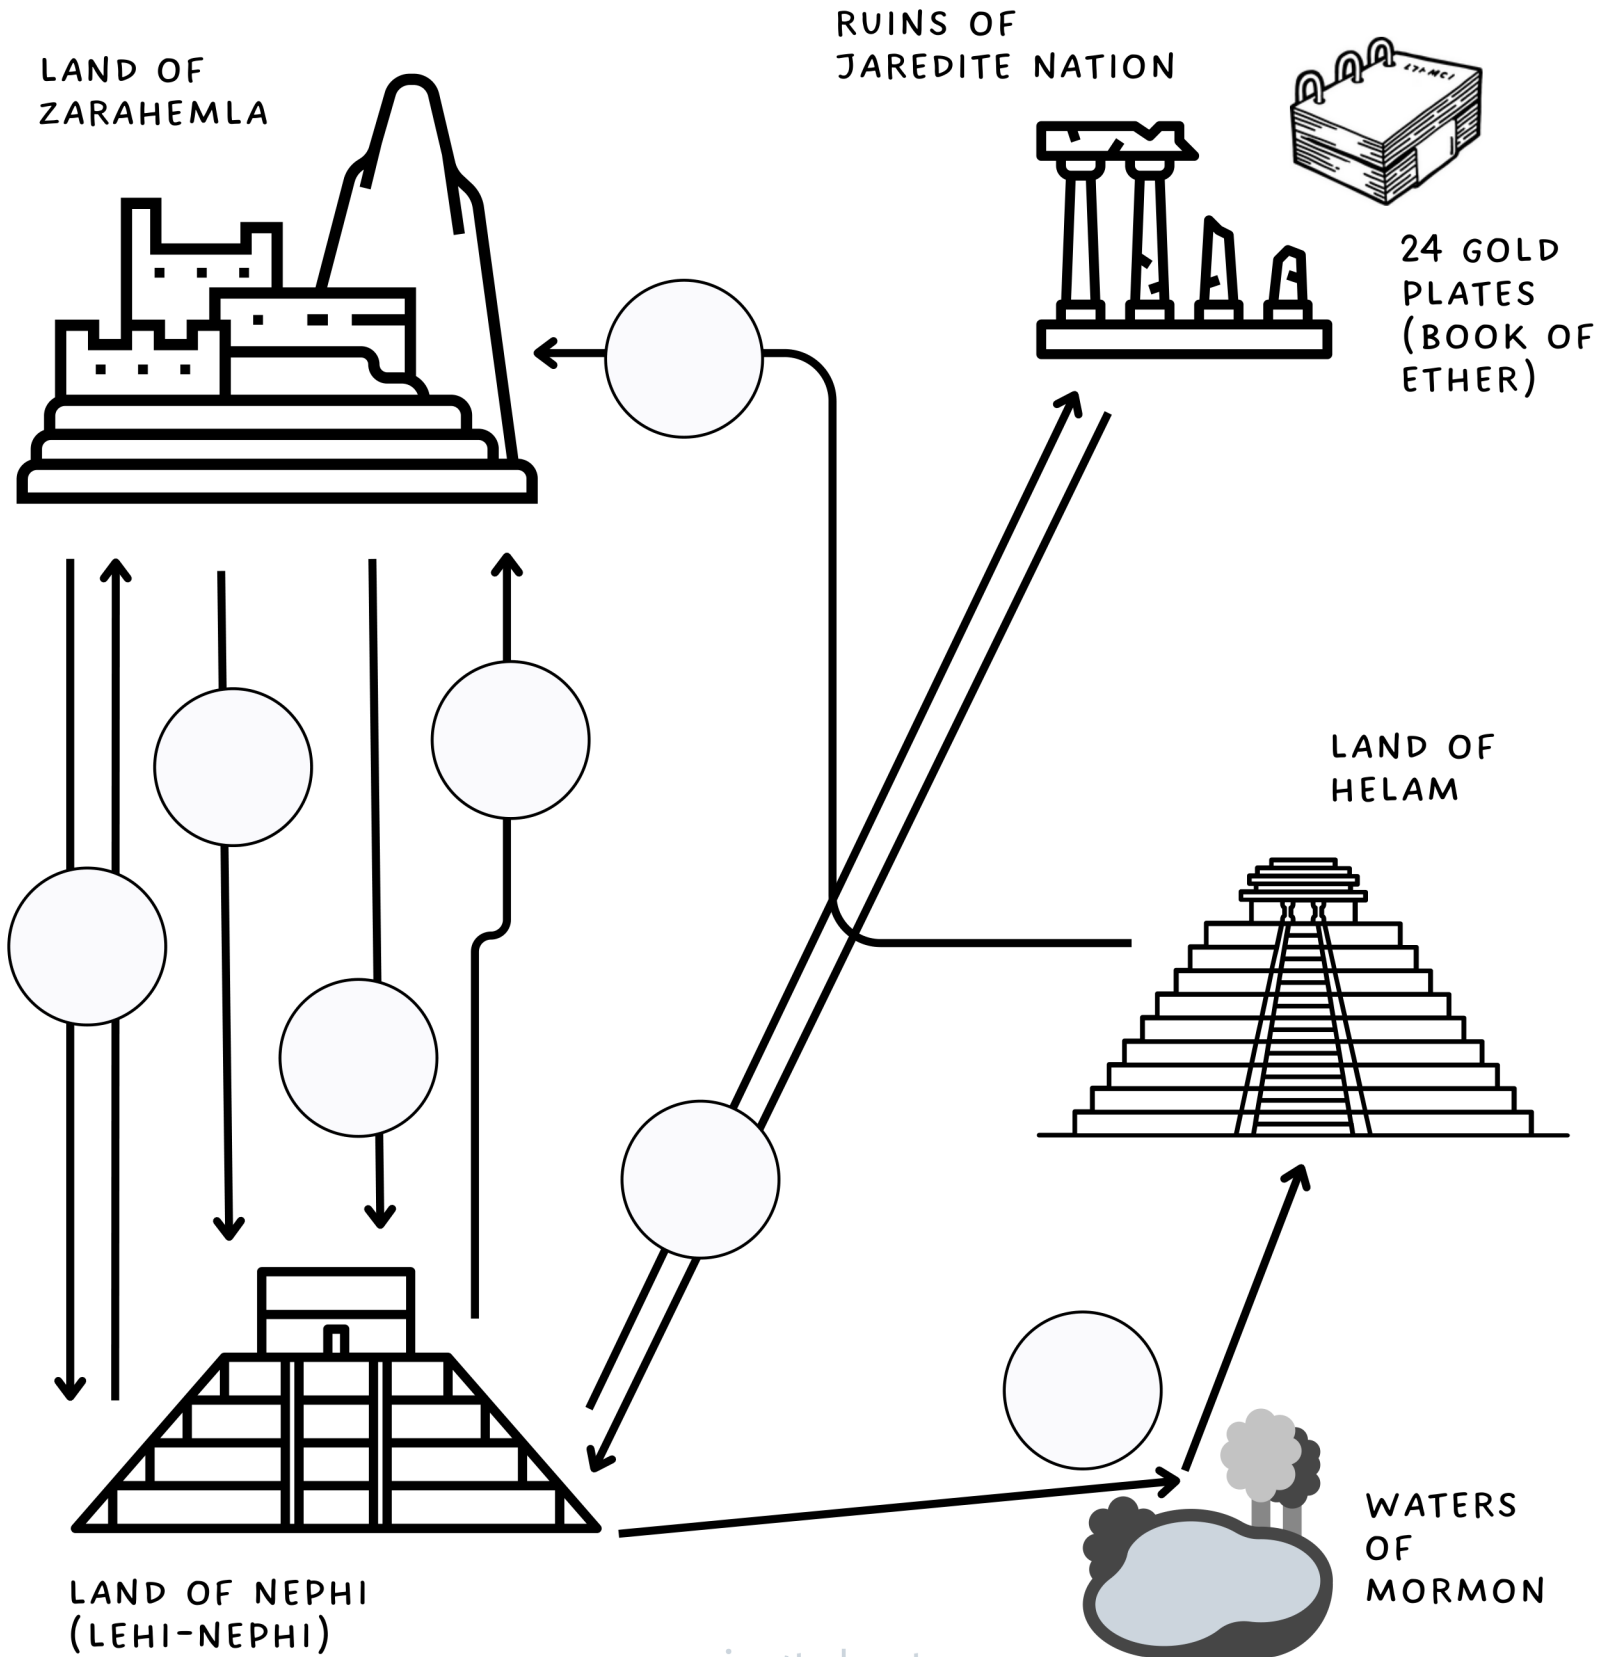 LAND OF
ZARAHEMLA
RUINS OF
JAREDITE NATION
24 GOLD
PLATES
(BOOK OF
ETHER)
LAND OF
HELAM
WATERS
OF
MORMON
LAND OF NEPHI
(LEHI-NEPHI)